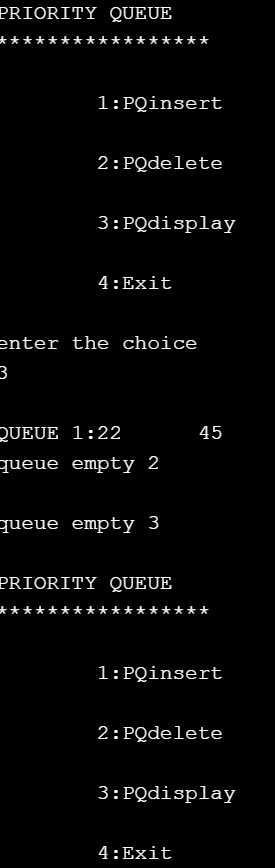 PRIORITY QUEUE
*****************
1:PQinsert
2:PQdelete
3:PQdisplay
4:Exit
enter the choice
3
QUEUE 1:22 45
queue empty 2
queue empty 3
PRIORITY QUEUE
*****************
1:PQinsert
2:PQdelete
3:PQdisplay
4:Exit